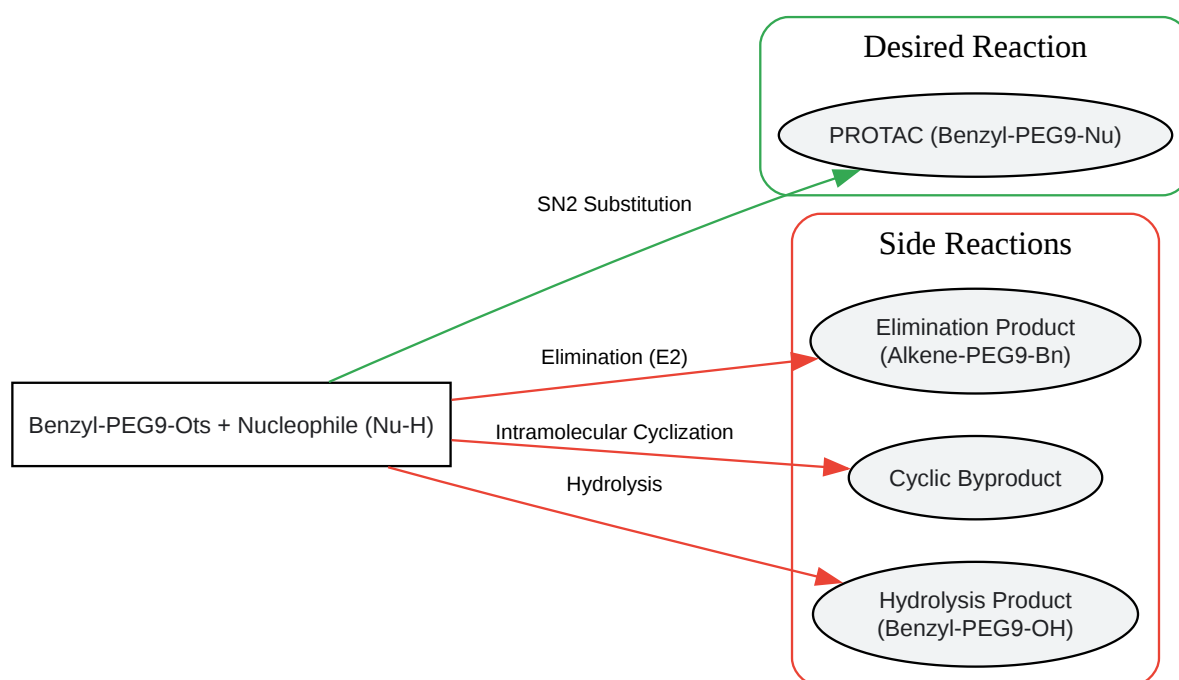 Desired Reaction
PROTAC (Benzyl-PEG9-Nu)
SN2 Substitution
Side Reactions
Elimination Product
(Alkene-PEG9-Bn)
Elimination (E2)
Benzyl-PEG9-Ots + Nucleophile (Nu-H)
Intramolecular Cyclization
Cyclic Byproduct
Hydrolysis
Hydrolysis Product
(Benzyl-PEG9-OH)